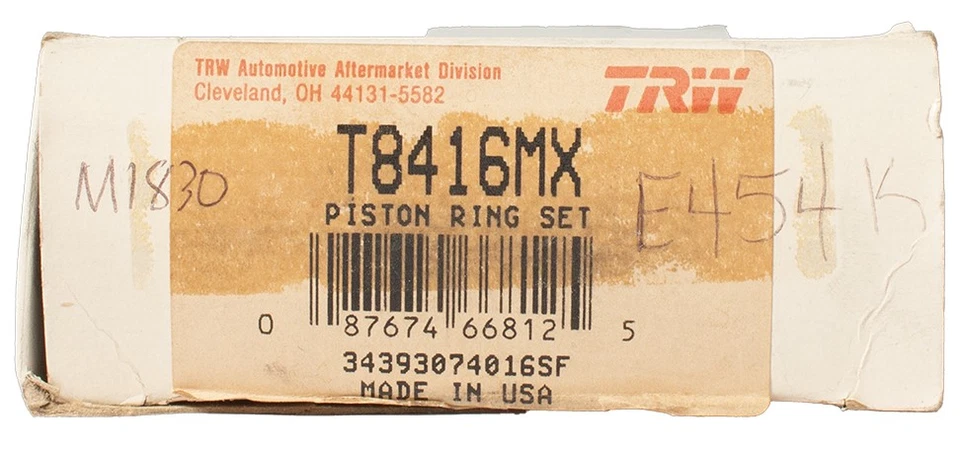 TRW Automotive Aftermarket Division
Cleveland, OH 44131-5582
TRW
T8416MX
PISTON RING SET
M1830
E454K
0 87674 66812 5
34393074016SF
MADE IN USA